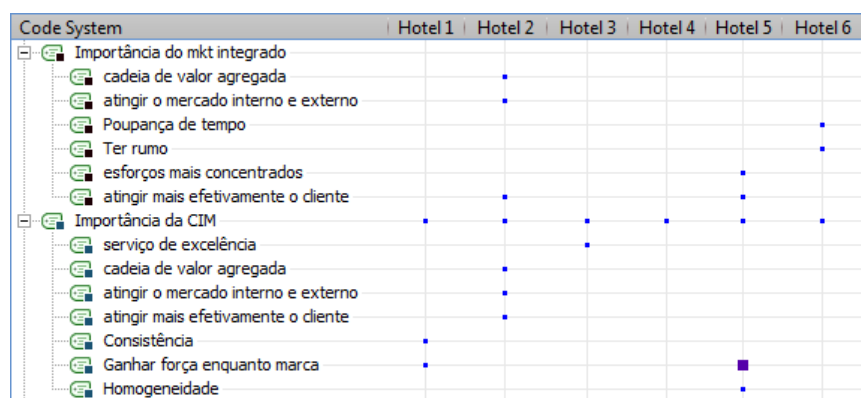 Code System Hotel 1 Hotel 2 Hotel 3 Hotel 4 Hotel 5 Hotel 6
Importância do mkt integrado
cadeia de valor agregada
atingir o mercado interno e externo
Poupança de tempo
Ter rumo
esforços mais concentrados
atingir mais efetivamente o cliente
Importância da CIM
serviço de excelência
cadeia de valor agregada
atingir o mercado interno e externo
atingir mais efetivamente o cliente
Consistência
Ganhar força enquanto marca
Homogeneidade